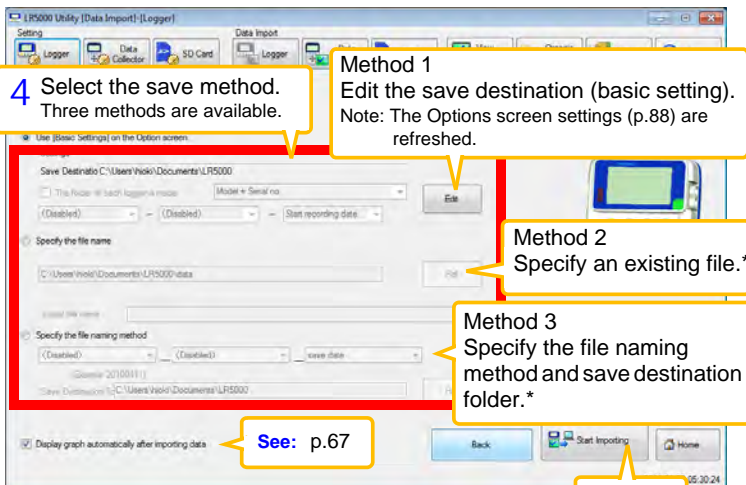 LR5000 Utility [Data Import]-[Logger]
Setting
Data Import
Logger
Data
Collector
SD Card
Logger
4 Select the save method.
Three methods are available.
Method 1
Edit the save destination (basic setting).
Note: The Options screen settings (p.88) are
refreshed.
Use [Basic Settings] on the Option screen.
Save Destinatio C:\Users\hioki\Documents\LR5000
Model + Serial no.
Edit
(Disabled) – (Disabled) – Start recording date
Specify the file name
Method 2
Specify an existing file.*
C:\Users\hioki\Documents\LR5000\data
Specify the file naming method
Method 3
Specify the file naming
method and save destination
folder.*
(Disabled) __ (Disabled) __ save date
C:\Users\hioki\Documents\LR5000
Display graph automatically after importing data
See: p.67
Back
Start Importing
Home
05:30:24